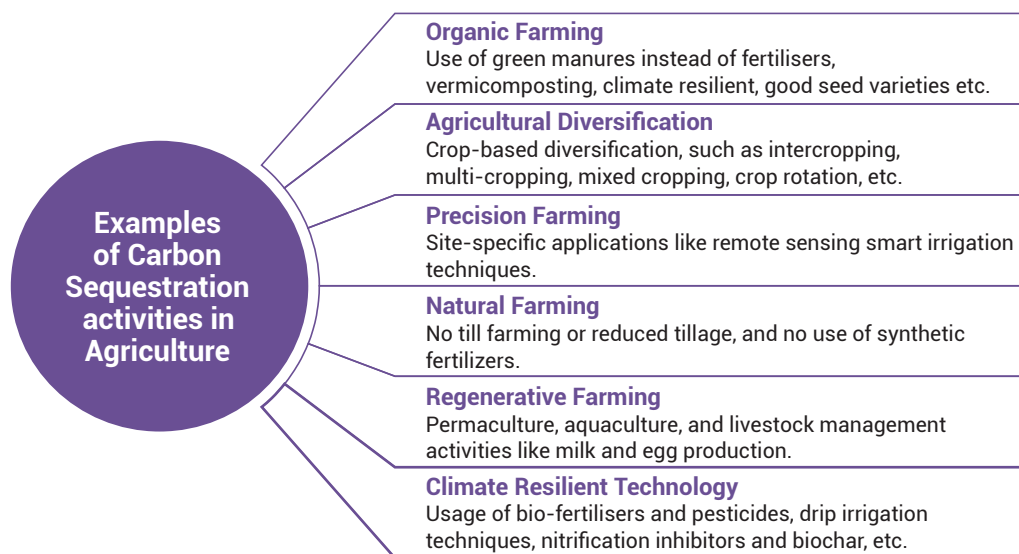 Examples
of Carbon
Sequestration
activities in
Agriculture
Organic Farming
Use of green manures instead of fertilisers,
vermicomposting, climate resilient, good seed varieties etc.
Agricultural Diversification
Crop-based diversification, such as intercropping,
multi-cropping, mixed cropping, crop rotation, etc.
Precision Farming
Site-specific applications like remote sensing smart irrigation
techniques.
Natural Farming
No till farming or reduced tillage, and no use of synthetic
fertilizers.
Regenerative Farming
Permaculture, aquaculture, and livestock management
activities like milk and egg production.
Climate Resilient Technology
Usage of bio-fertilisers and pesticides, drip irrigation
techniques, nitrification inhibitors and biochar, etc.